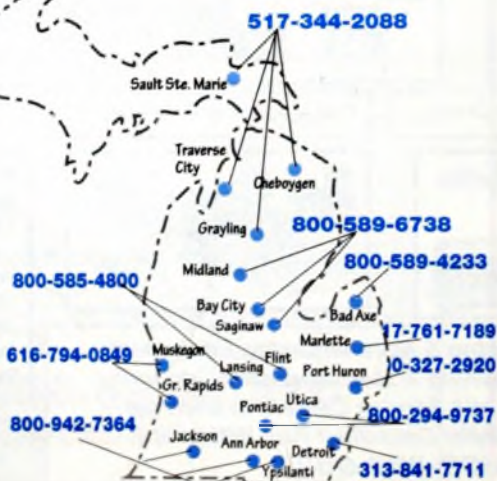 517-344-2088
Sault Ste. Marie
Traverse
City
Cheboygen
Grayling
800-589-6738
Midland
800-589-4233
800-585-4800
Bay City
Bad Axe
Saginaw
Marlette
17-761-7189
616-794-0849
Muskegon
Flint
Lansing
Port Huron
0-327-2920
Gr. Rapids
Utica
Pontiac
800-294-9737
800-942-7364
Jackson
Ann Arbor
Detroit
Ypsilanti
313-841-7711